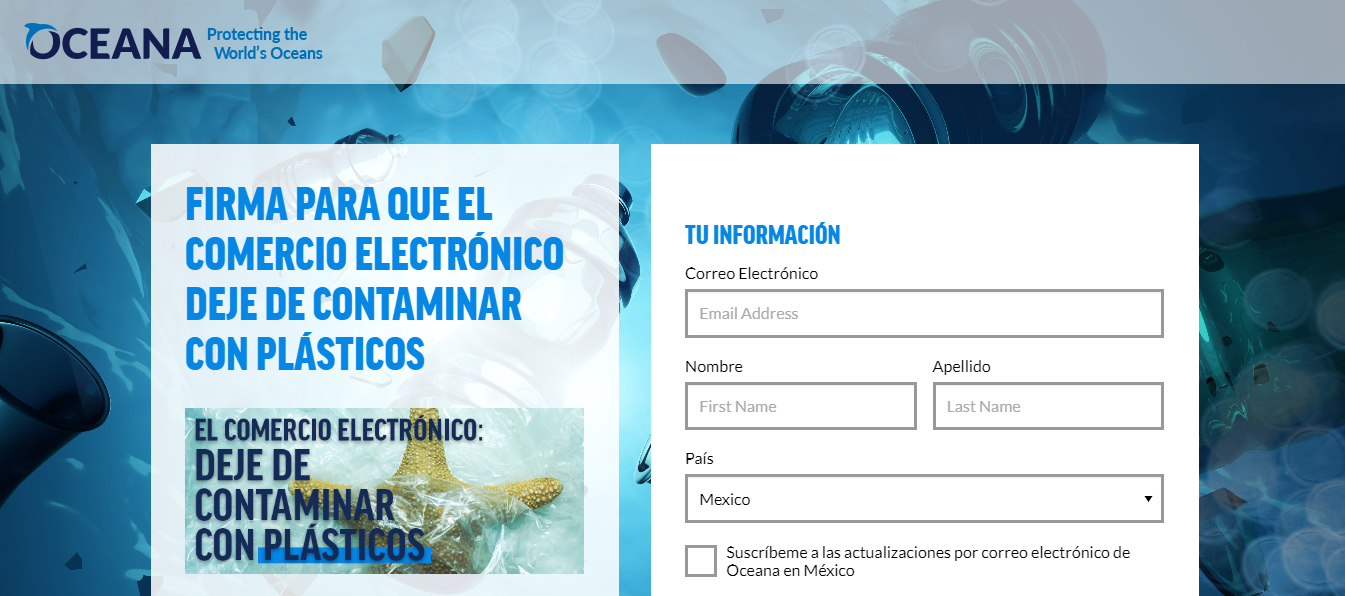 OCEANA Protecting the
World's Oceans
FIRMA PARA QUE EL
COMERCIO ELECTRÓNICO
DEJE DE CONTAMINAR
CON PLÁSTICOS
EL COMERCIO ELECTRÓNICO:
DEJE DE
CONTAMINAR
CON PLÁSTICOS
TU INFORMACIÓN
Correo Electrónico
Email Address
Nombre
Apellido
First Name
Last Name
País
Mexico
Suscríbeme a las actualizaciones por correo electrónico de
Oceana en México